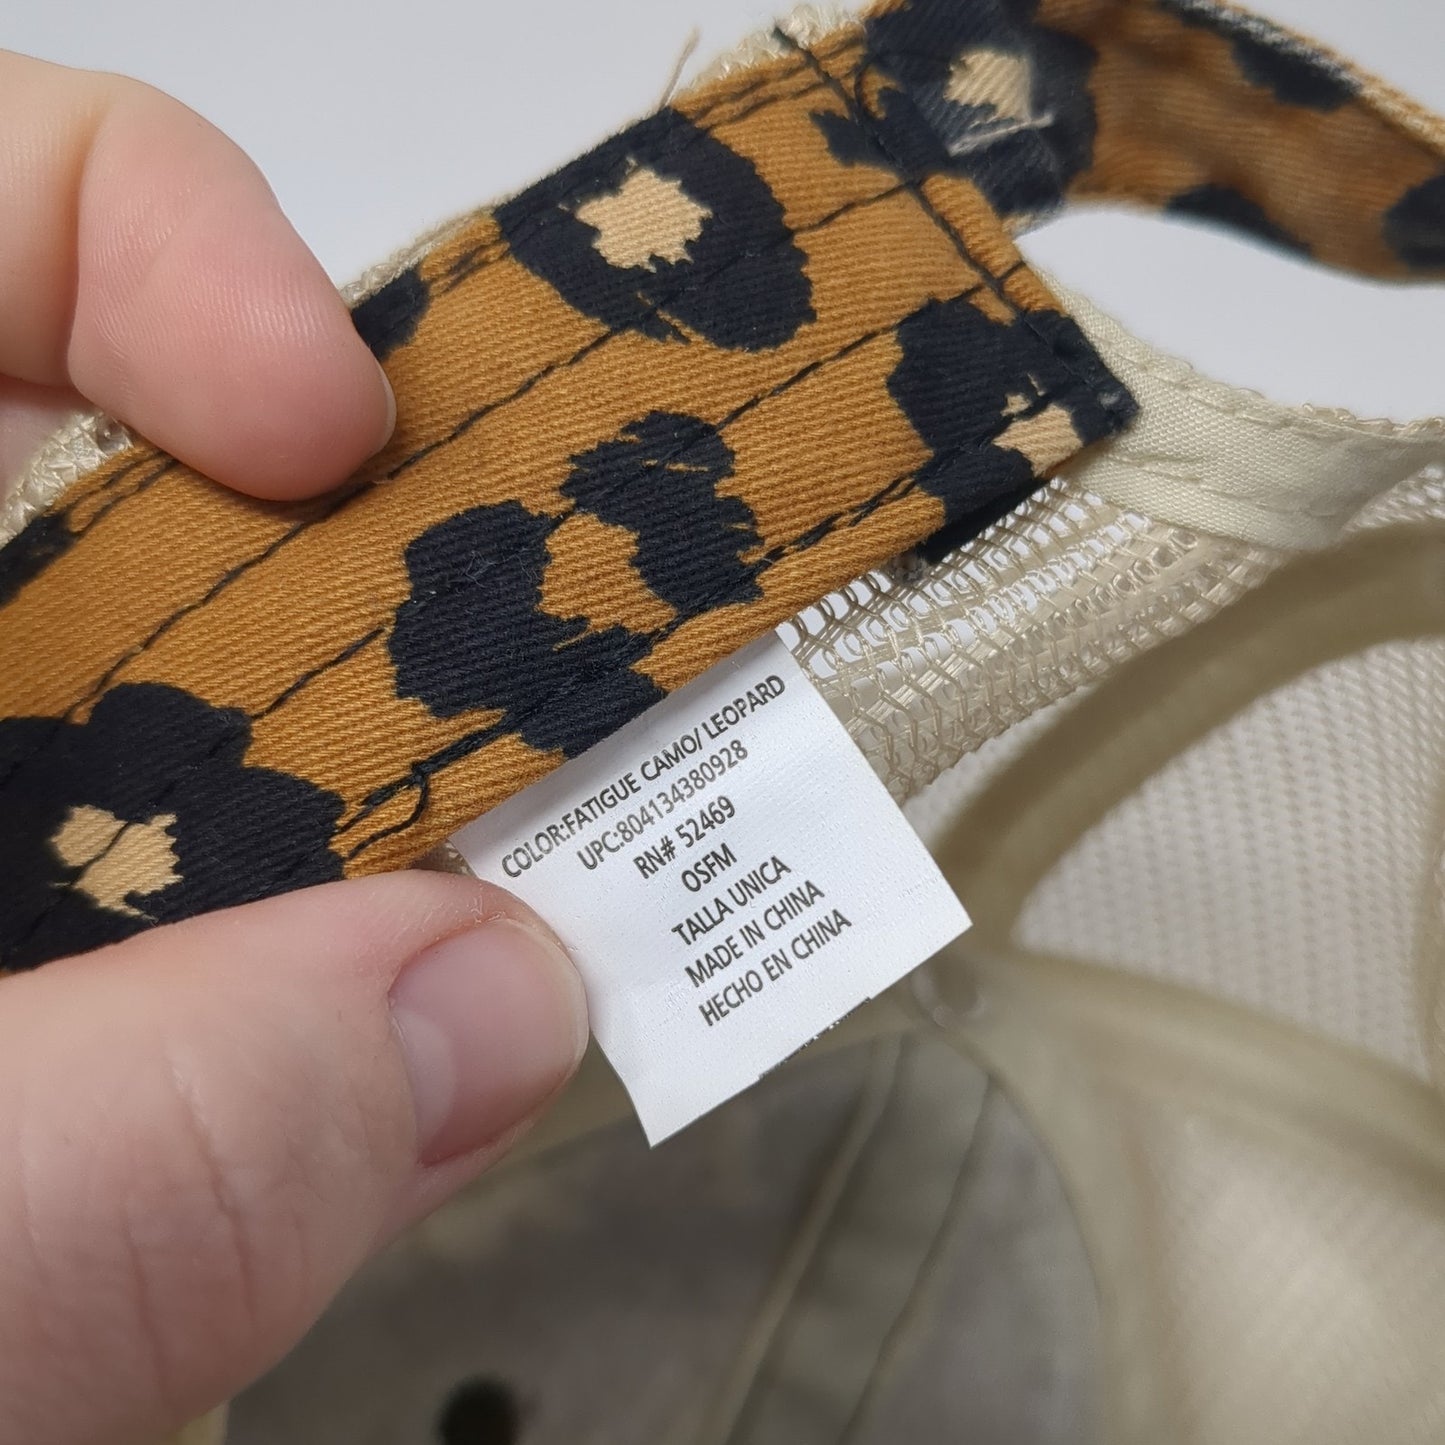 COLOR:FATIGUE CAMO/ LEOPARD
UPC:804134380928
RN# 52469
OSFM
TALLA UNICA
MADE IN CHINA
HECHO EN CHINA